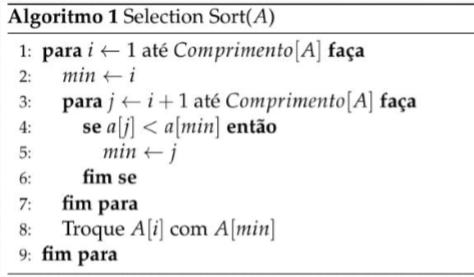 Algoritmo 1 Selection Sort(A)
1: para i ← 1 até Comprimento[A] faça
2: min ← i
3: para j ← i + 1 até Comprimento[A] faça
4: se a[j] < a[min] então
5: min ← j
6: fim se
7: fim para
8: Troque A[i] com A[min]
9: fim para